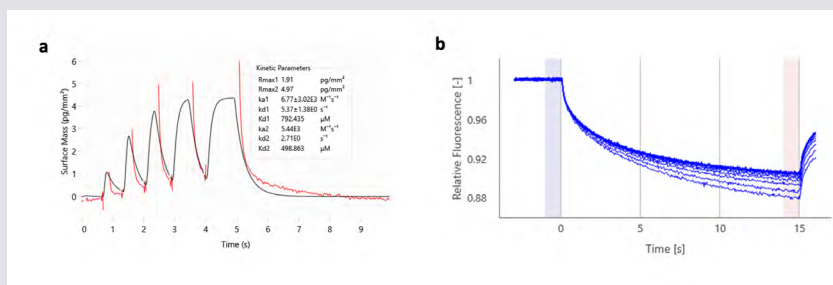 a
Surface Mass (pg/mm²)
6
5
4
3
2
1
0
Kinetic Parameters
Rmax1 1.91 pg/mm²
Rmax2 4.97 pg/mm²
ka1 6.77±3.02E3 M⁻¹s⁻¹
kd1 5.37±1.38E0 s⁻¹
Kd1 792.435 µM
ka2 5.44E3 M⁻¹s⁻¹
kd2 2.71E0 s⁻¹
Kd2 498.863 µM
0 1 2 3 4 5 6 7 8 9
Time (s)
b
Relative Fluorescence [-]
1
0.96
0.92
0.88
0 5 10 15
Time [s]